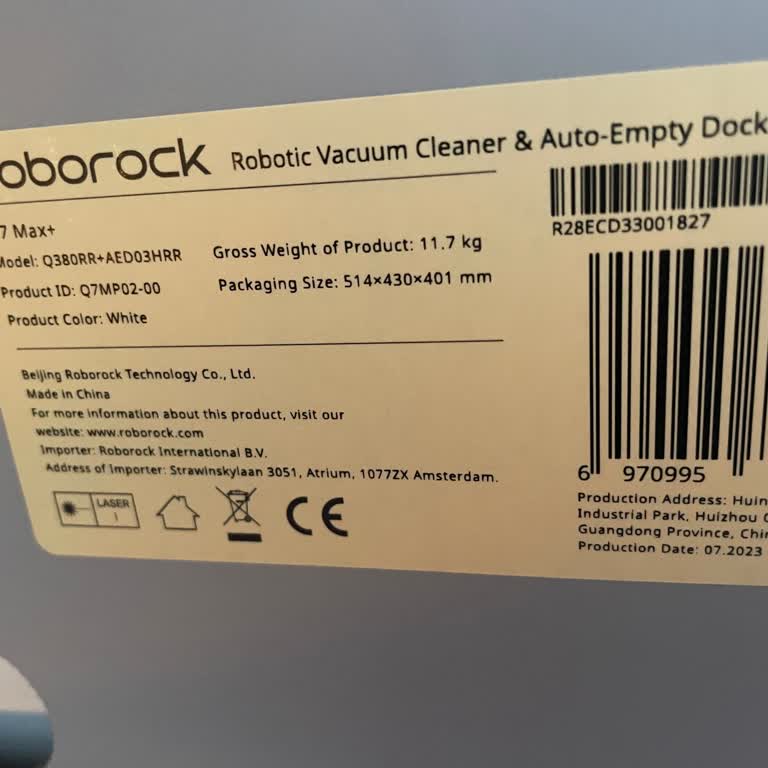 oborock Robotic Vacuum Cleaner & Auto-Empty Dock
7 Max+
Model: Q380RR+AED03HRR
Product ID: Q7MP02-00
Product Color: White
Gross Weight of Product: 11.7 kg
Packaging Size: 514×430×401 mm
R28ECD33001827
Beijing Roborock Technology Co., Ltd.
Made in China
For more information about this product, visit our
website: www.roborock.com
Importer: Roborock International B.V.
Address of Importer: Strawinskylaan 3051, Atrium, 1077ZX Amsterdam.
LASER
1
CE
6 970995
Production Address: Huin
Industrial Park, Huizhou
Guangdong Province, Chin
Production Date: 07.2023